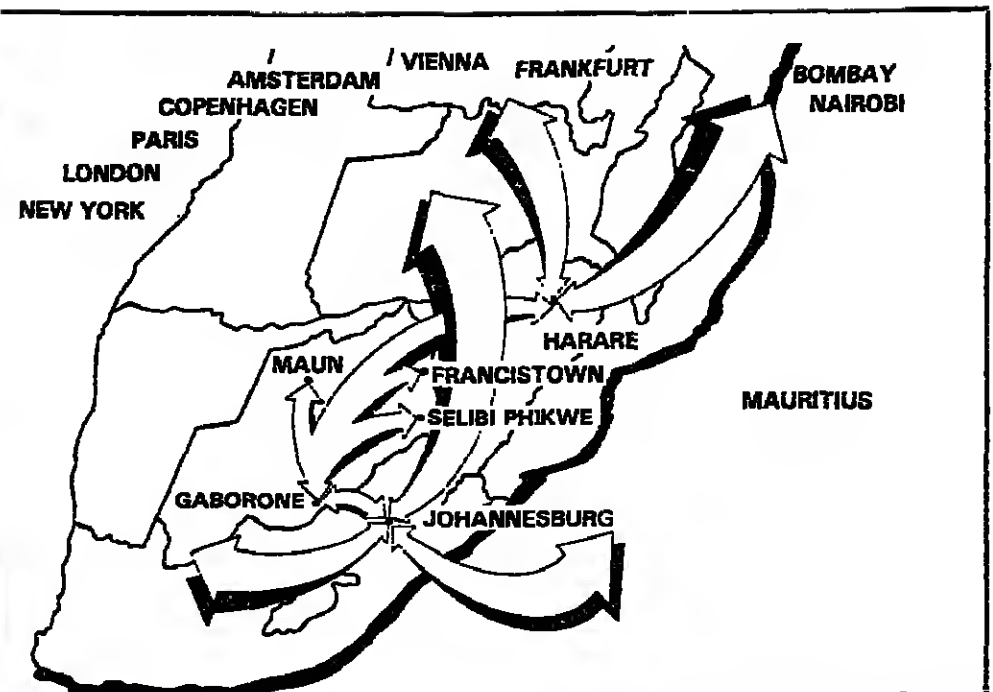 VIENNA
FRANKFURT
AMSTERDAM
BOMBAY
COPENHAGEN
NAIROBI
PARIS
LONDON
NEW YORK
HARARE
MAUN
FRANCISTOWN
MAURITIUS
SELIBI PHIKWE
GABORONE
JOHANNESBURG